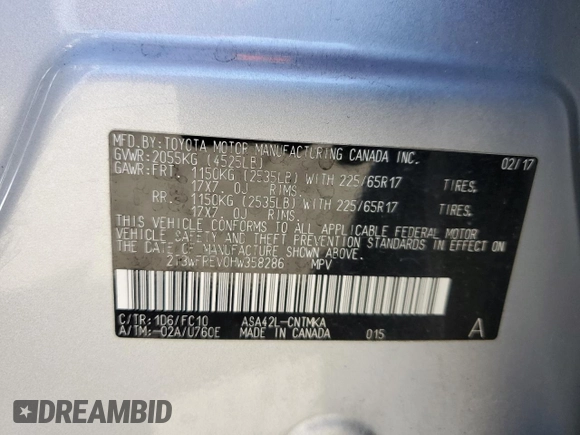 MFD.BY:TOYOTA MOTOR MANUFACTURING CANADA INC. 02/17
GVWR:2055KG (4525LB)
GAWR:FRT. 1150KG (2535LB) WITH 225/65R17 TIRES.
17X7.0J RIMS.
RR. 1150KG (2535LB) WITH 225/65R17 TIRES.
17X7.0J RIMS.
THIS VEHICLE CONFORMS TO ALL APPLICABLE FEDERAL MOTOR
VEHICLE SAFETY AND THEFT PREVENTION STANDARDS IN EFFECT ON
THE DATE OF MANUFACTURE SHOWN ABOVE.
2T3WFREV0HW358286 MPV
C/TR:1D6/FC10 ASA42L-CNTMKA
A/TM:-02A/U760E MADE IN CANADA 015 A
DREAMBID